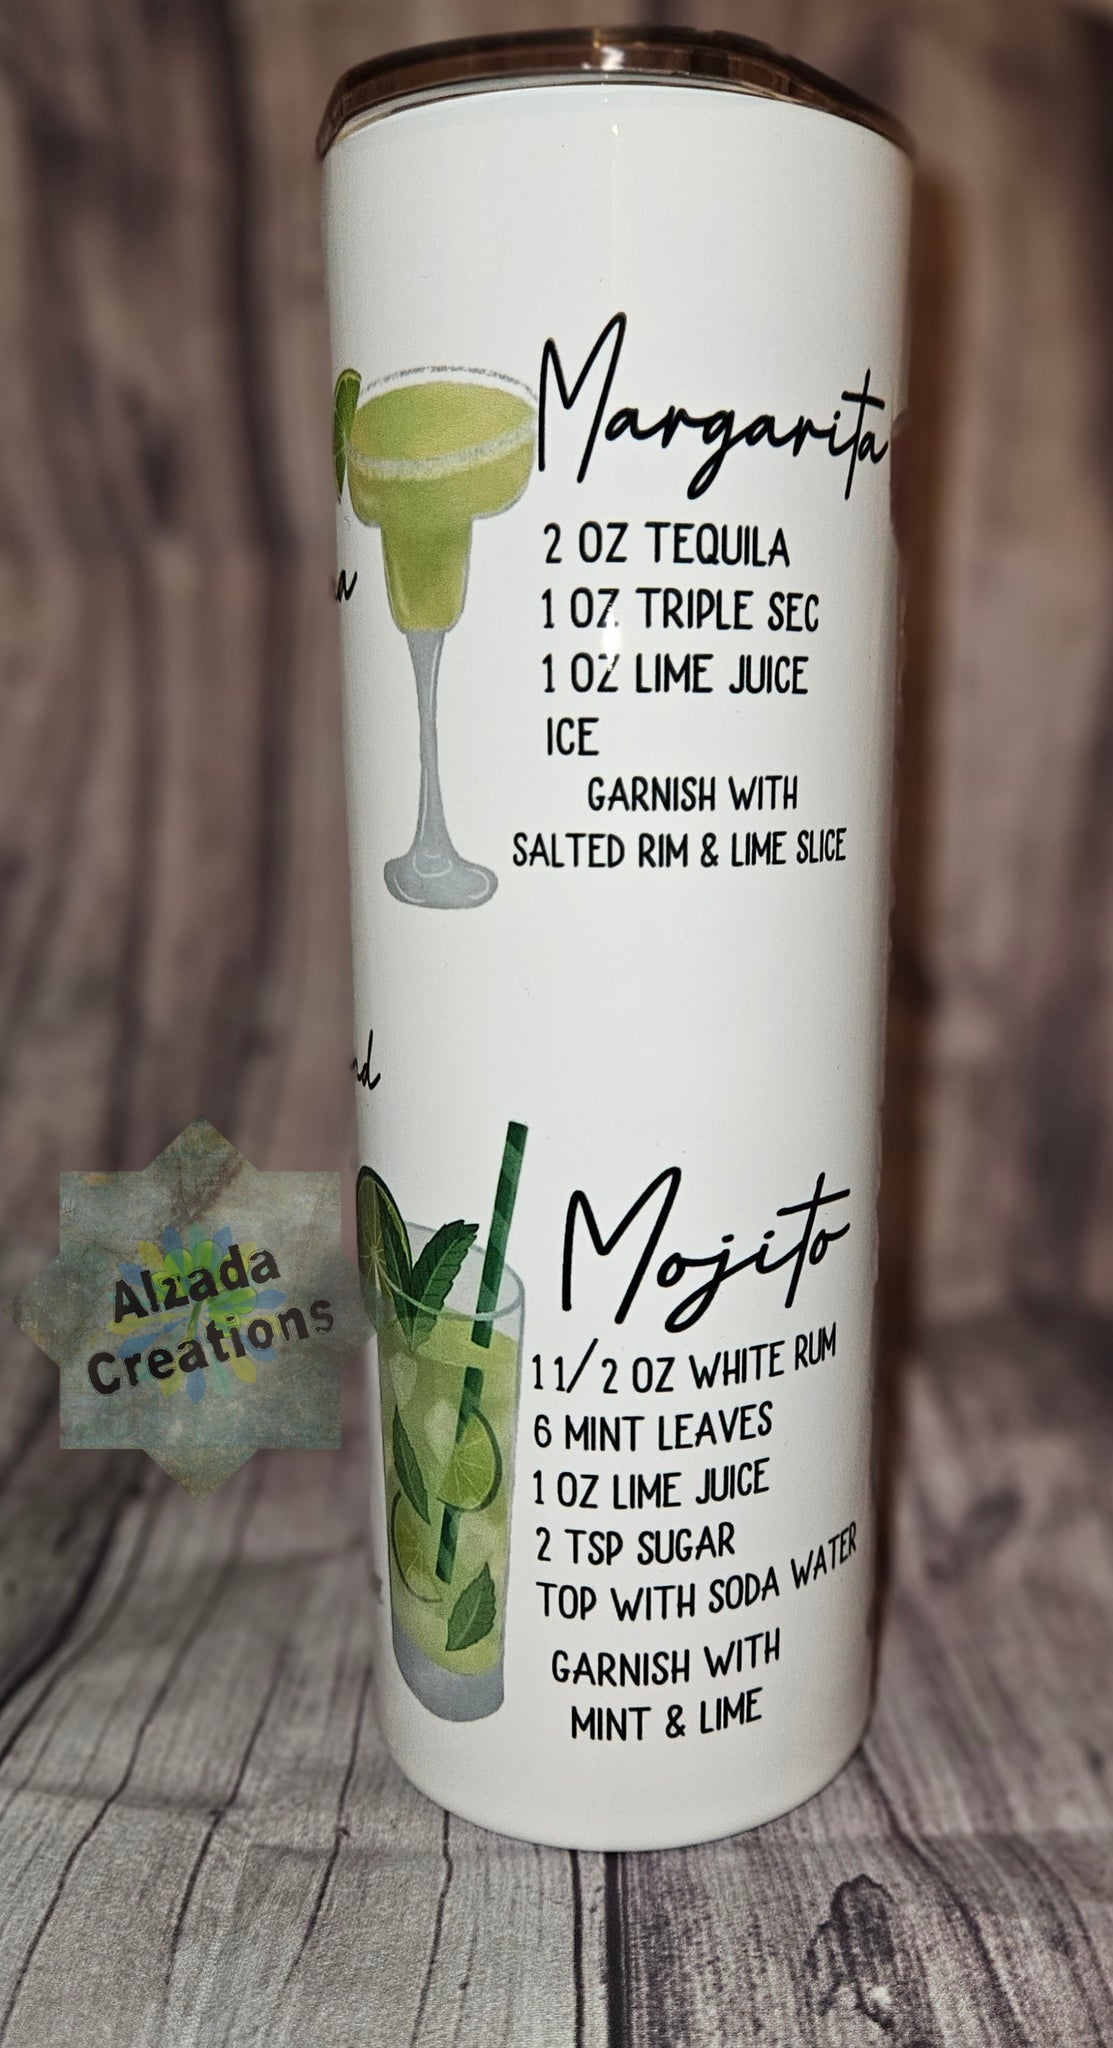 Margarita
2 OZ TEQUILA
1 OZ TRIPLE SEC
1 OZ LIME JUICE
ICE
GARNISH WITH
SALTED RIM & LIME SLICE
Mojito
1 1/2 OZ WHITE RUM
6 MINT LEAVES
1 OZ LIME JUICE
2 TSP SUGAR
TOP WITH SODA WATER
GARNISH WITH
MINT & LIME
Alzada
Creations